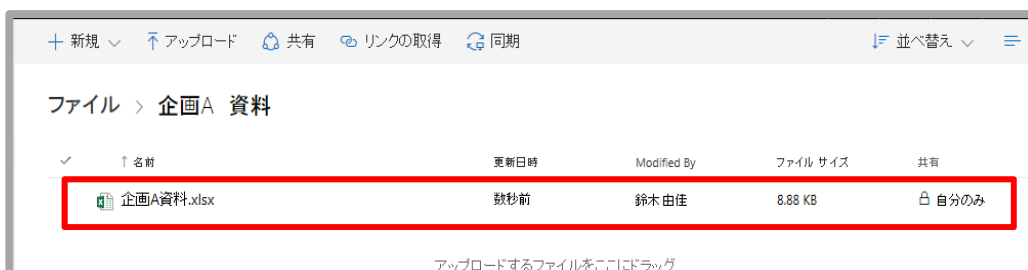 新規 アップロード 共有 リンクの取得 同期 並べ替え
ファイル > 企画A 資料
↑ 名前 更新日時 Modified By ファイル サイズ 共有
企画A資料.xlsx 数秒前 鈴木 由佳 8.88 KB 自分のみ
アップロードするファイルをここにドラッグ